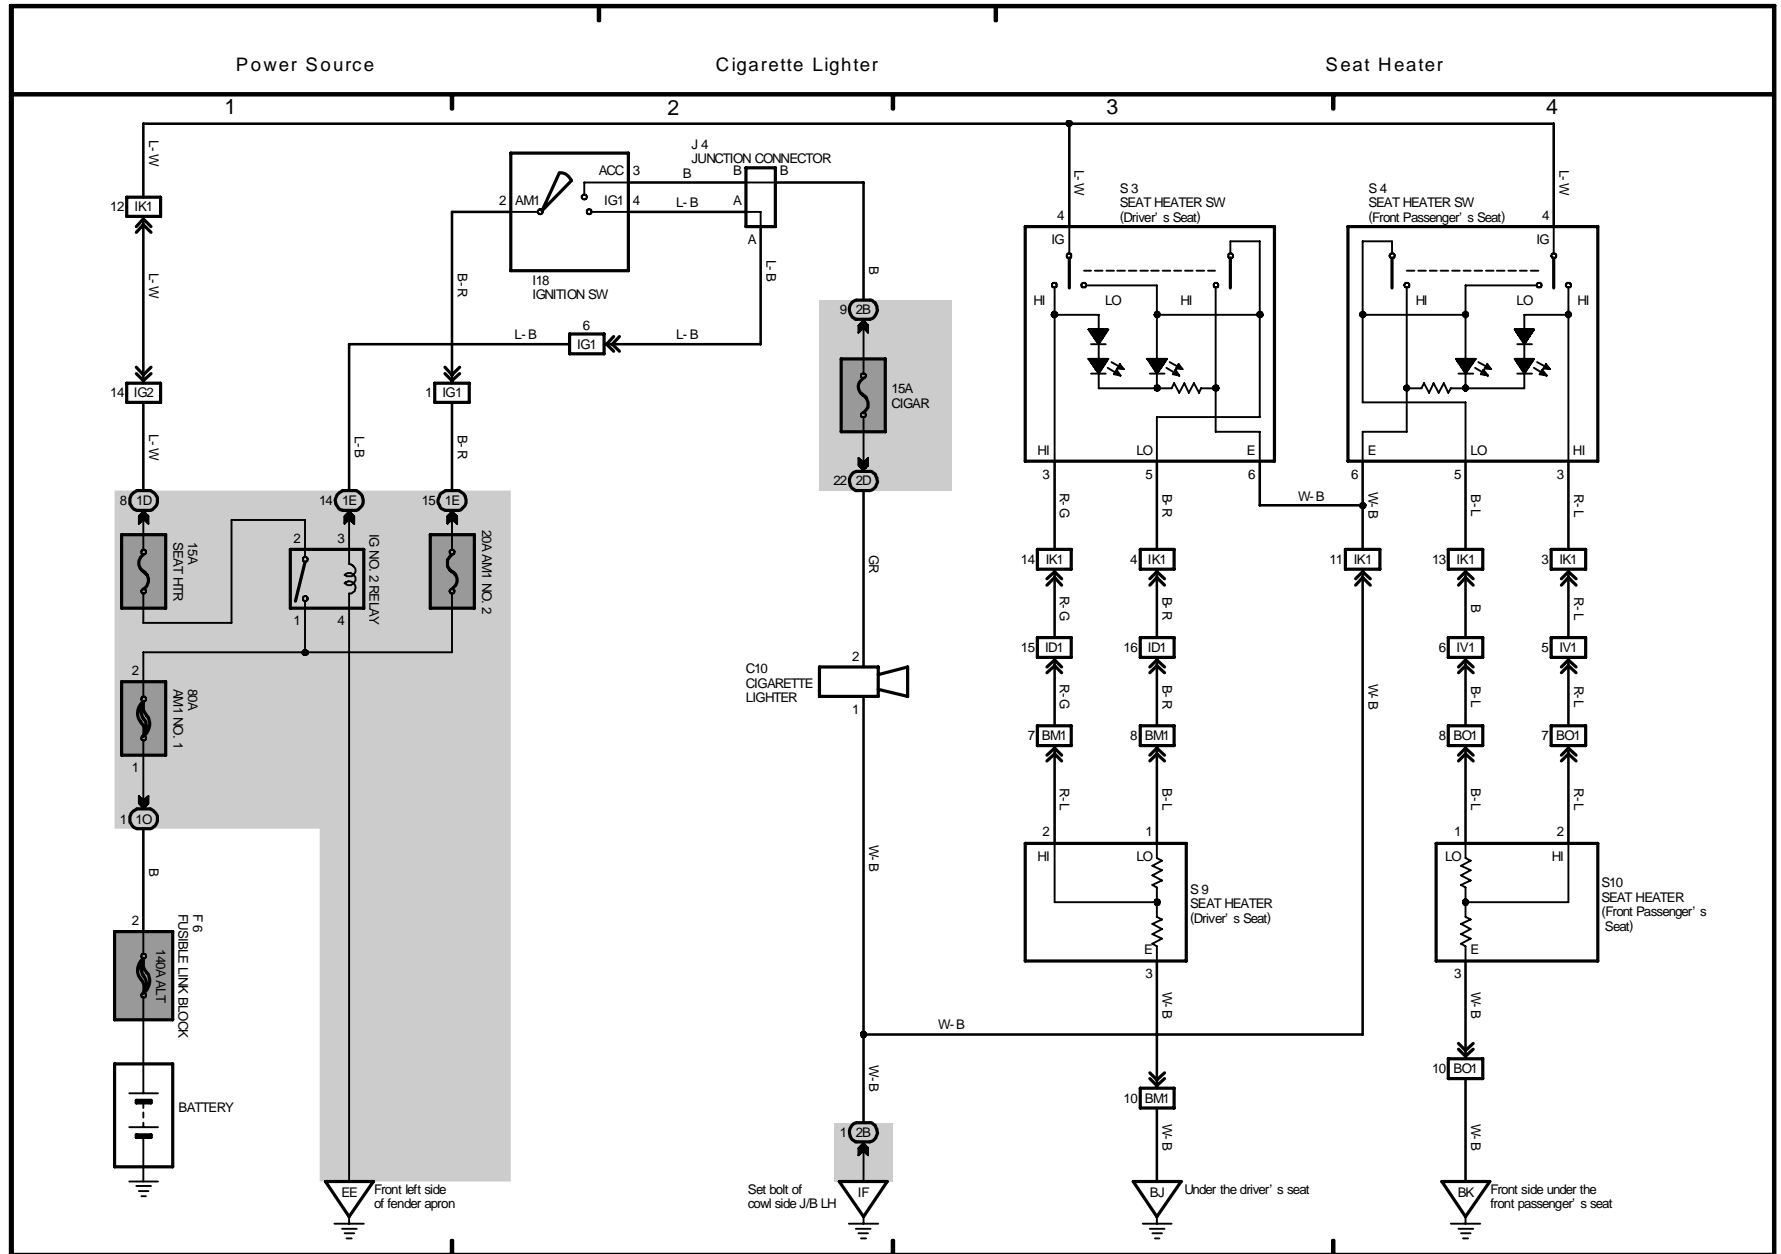 Power Source
Cigarette Lighter
Seat Heater
1
2
3
4
L-W
12 IK1
L-W
14 IG2
L-W
8 1D
15A
SEAT HTR
2
3
1
4
IG NO. 2 RELAY
14 1E
L-B
15 1E
20A AM1 NO. 2
B-R
1 IG1
B-R
2
80A
AM1 NO. 1
1
1 1O
B
2
F6
FUSIBLE LINK BLOCK
140A ALT
BATTERY
EE
Front left side
of fender apron
2 AM1
ACC 3
IG1 4
I18
IGNITION SW
B
L-B
J 4
JUNCTION CONNECTOR
B
B
A
A
L-B
L-B
6
IG1
L-B
B
9 2B
15A
CIGAR
22 2D
GR
2
C10
CIGARETTE
LIGHTER
1
W-B
W-B
W-B
1 2B
Set bolt of
cowl side J/B LH
IF
L-W
S 3
SEAT HEATER SW
(Driver's Seat)
4
IG
HI
LO
HI
HI
LO
E
3
5
6
W-B
R-G
B-R
14 IK1
4 IK1
R-G
B-R
15 ID1
16 ID1
R-G
B-R
7 BM1
8 BM1
R-L
B-L
2
1
HI
LO
E
S 9
SEAT HEATER
(Driver's Seat)
3
W-B
10 BM1
W-B
BJ
Under the driver's seat
L-W
S 4
SEAT HEATER SW
(Front Passenger's Seat)
4
IG
HI
LO
HI
E
LO
HI
6
5
3
W-B
B-L
R-L
11 IK1
13 IK1
3 IK1
W-B
B
R-L
6 IV1
5 IV1
B-L
R-L
8 BO1
7 BO1
B-L
R-L
1
2
LO
HI
E
S10
SEAT HEATER
(Front Passenger's
Seat)
3
W-B
10 BO1
W-B
BK
Front side under the
front passenger's seat